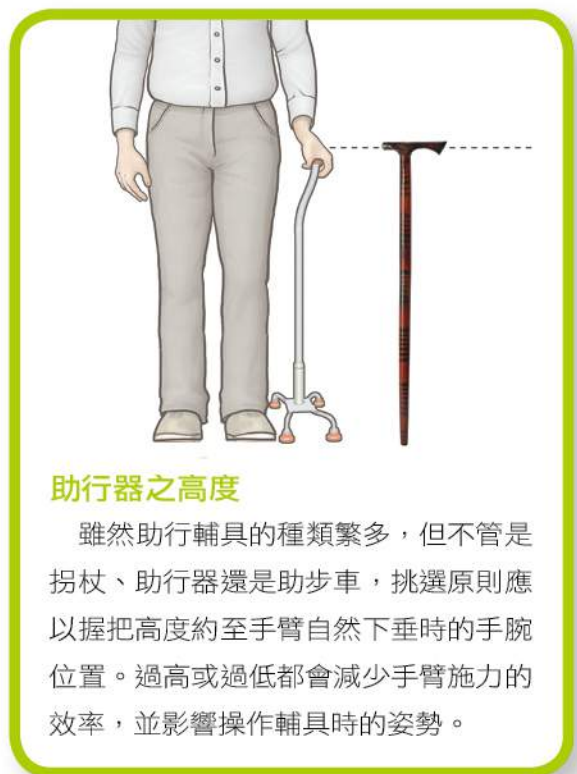 助行器之高度
雖然助行輔具的種類繁多，但不管是
拐杖、助行器還是助步車，挑選原則應
以握把高度約至手臂自然下垂時的手腕
位置。過高或過低都會減少手臂施力的
效率，並影響操作輔具時的姿勢。